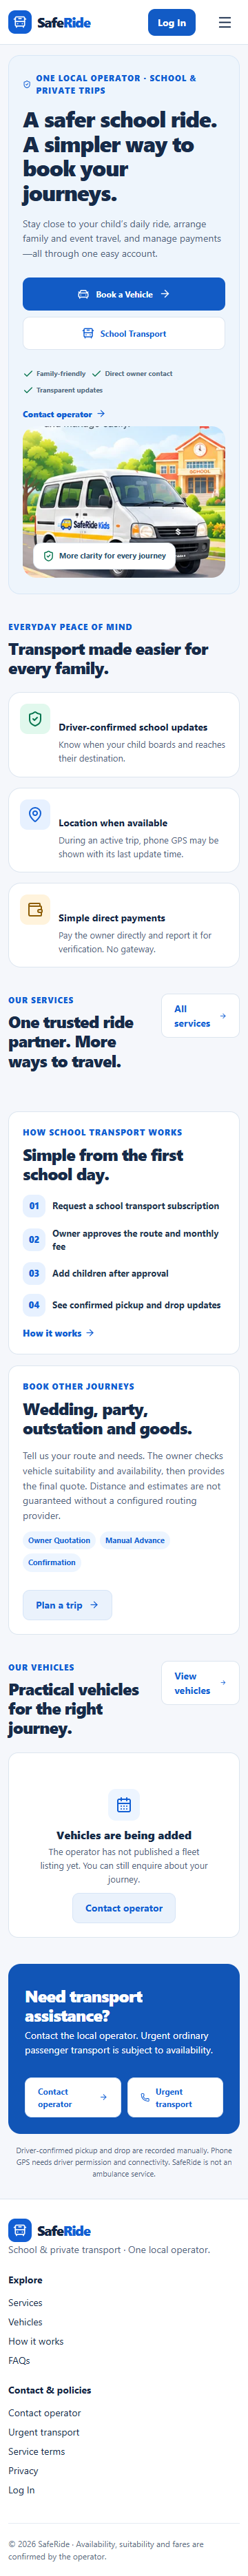 SafeRide
Log In
ONE LOCAL OPERATOR · SCHOOL &
PRIVATE TRIPS
A safer school ride.
A simpler way to
book your
journeys.
Stay close to your child's daily ride, arrange
family and event travel, and manage payments
—all through one easy account.
Book a Vehicle
School Transport
Family-friendly
Direct owner contact
Transparent updates
Contact operator
SafeRide Kids
More clarity for every journey
EVERYDAY PEACE OF MIND
Transport made easier for
every family.
Driver-confirmed school updates
Know when your child boards and reaches
their destination.
Location when available
During an active trip, phone GPS may be
shown with its last update time.
Simple direct payments
Pay the owner directly and report it for
verification. No gateway.
OUR SERVICES
One trusted ride
partner. More
ways to travel.
All
services
HOW SCHOOL TRANSPORT WORKS
Simple from the first
school day.
01 Request a school transport subscription
02 Owner approves the route and monthly
fee
03 Add children after approval
04 See confirmed pickup and drop updates
How it works
BOOK OTHER JOURNEYS
Wedding, party,
outstation and goods.
Tell us your route and needs. The owner checks
vehicle suitability and availability, then provides
the final quote. Distance and estimates are not
guaranteed without a configured routing
provider.
Owner Quotation
Manual Advance
Confirmation
Plan a trip
OUR VEHICLES
Practical vehicles
for the right
journey.
View
vehicles
Vehicles are being added
The operator has not published a fleet
listing yet. You can still enquire about your
journey.
Contact operator
Need transport
assistance?
Contact the local operator. Urgent ordinary
passenger transport is subject to availability.
Contact
operator
Urgent
transport
Driver-confirmed pickup and drop are recorded manually. Phone
GPS needs driver permission and connectivity. SafeRide is not an
ambulance service.
SafeRide
School & private transport · One local operator.
Explore
Services
Vehicles
How it works
FAQs
Contact & policies
Contact operator
Urgent transport
Service terms
Privacy
Log In
© 2026 SafeRide · Availability, suitability and fares are
confirmed by the operator.